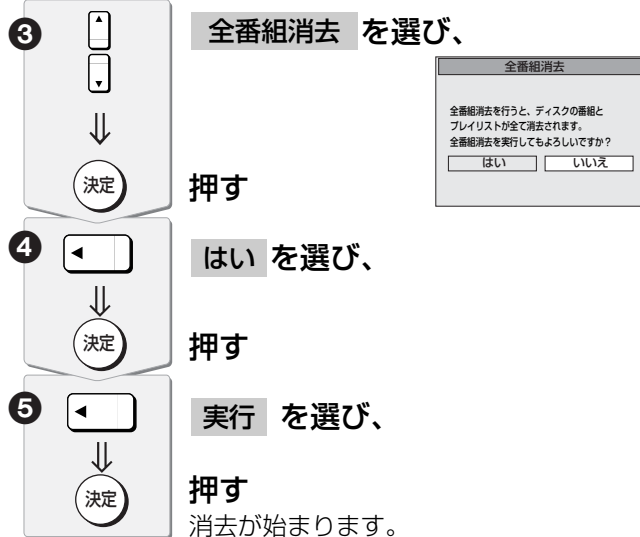 ❸ 全番組消去 を選び、
決定 押す
全番組消去
全番組消去を行うと、ディスクの番組と
プレイリストが全て消去されます。
全番組消去を実行してもよろしいですか？
はい いいえ
❹ はい を選び、
決定 押す
❺ 実行 を選び、
決定 押す
消去が始まります。